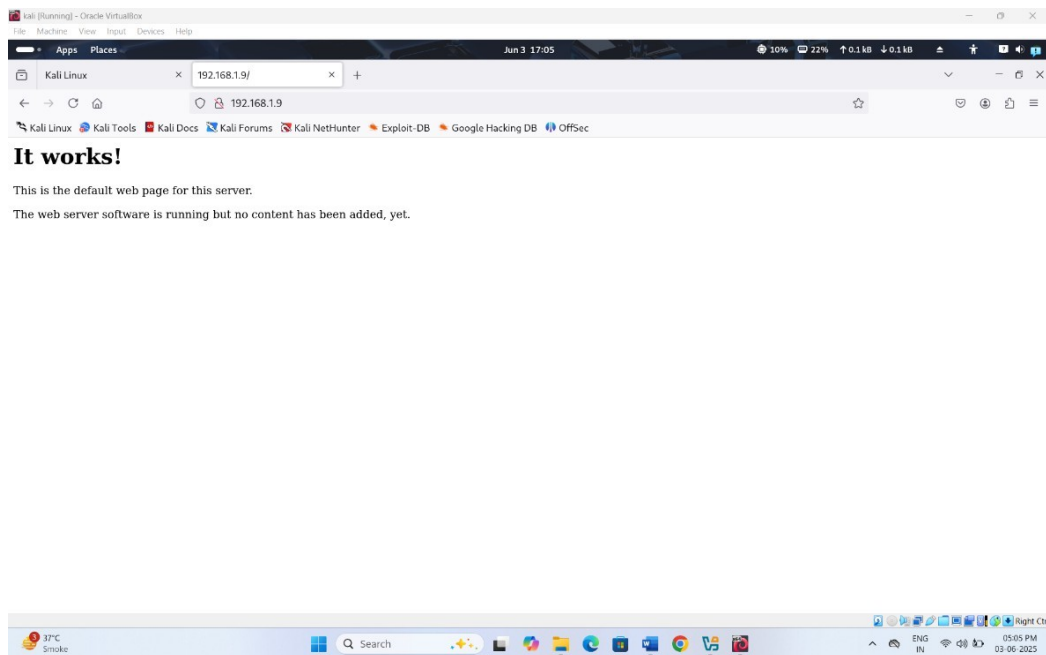 kali [Running] - Oracle VirtualBox
File Machine View Input Devices Help
Apps Places Jun 3 17:05 10% 22% ↑0.1 kB ↓0.1 kB
Kali Linux × 192.168.1.9/ × +
192.168.1.9
Kali Linux Kali Tools Kali Docs Kali Forums Kali NetHunter Exploit-DB Google Hacking DB OffSec
It works!
This is the default web page for this server.
The web server software is running but no content has been added, yet.
Right Ctr
3 37°C Search ENG 05:05 PM
Smoke IN 03-06-2025